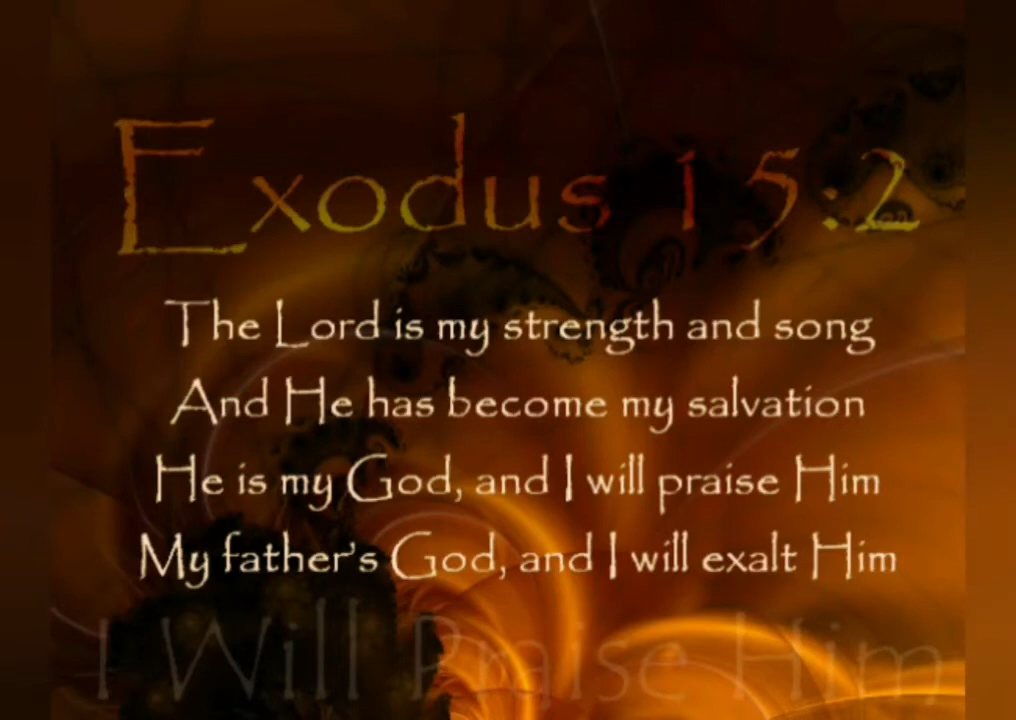 Exodus 15:2
The Lord is my strength and song
And He has become my salvation
He is my God, and I will praise Him
My father's God, and I will exalt Him
I Will Praise Him